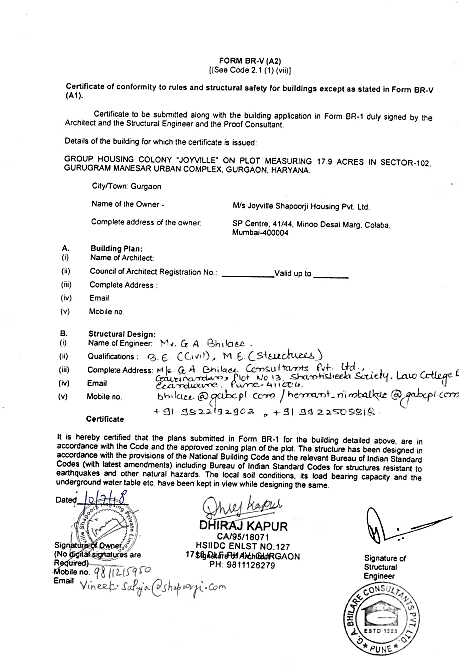 FORM BR-V (A2)
[(See Code 2.1 (1) (vii)]
Certificate of conformity to rules and structural safety for buildings except as stated in Form BR-V
(A1).
Certificate to be submitted along with the building application in Form BR-1 duly signed by the
Architect and the Structural Engineer and the Proof Consultant.
Details of the building for which the certificate is issued:
GROUP HOUSING COLONY "JOYVILLE" ON PLOT MEASURING 17.9 ACRES IN SECTOR-102,
GURUGRAM MANESAR URBAN COMPLEX, GURGAON, HARYANA.
City/Town: Gurgaon
Name of the Owner - M/s Joyville Shapoorji Housing Pvt. Ltd.
Complete address of the owner: SP Centre, 41/44, Minoo Desai Marg, Colaba,
Mumbai-400004
A. Building Plan:
(i) Name of Architect:
(ii) Council of Architect Registration No.: Valid up to
(iii) Complete Address :
(iv) Email
(v) Mobile no
B. Structural Design:
(i) Name of Engineer: Mr. G A Bhilare.
(ii) Qualifications : B.E (Civil), M E. (Structures)
(iii) Complete Address: M/s. G A Bhilare Consultants Pvt. Ltd.,
Plot No 13, Society, Law College
(iv) Email
(v) Mobile no. bhilare@gabcpl.com / hemant_nimbalkar@gabcpl.com
+91 9822192902, +91
Certificate
It is hereby certified that the plans submitted in Form BR-1 for the building detailed above, are in
accordance with the Code and the approved zoning plan of the plot. The structure has been designed in
accordance with the provisions of the National Building Code and the relevant Bureau of Indian Standard
Codes (with latest amendments) including Bureau of Indian Standard Codes for structures resistant to
earthquakes and other natural hazards. The local soil conditions, its load bearing capacity and the
underground water table etc. have been kept in view while designing the same.
Dated
Dhiraj Kapur
DHIRAJ KAPUR
CA/95/18071
HSIIDC ENLST NO.127
GURGAON
PH: 9811126279
Signature of Owner
(No digital signatures are
Required)
Mobile no. 9811215950
Email Vineet.Saluja@shapoorji.com
Signature of
Structural
Engineer
G.A. BHILARE CONSULTANTS PVT. LTD.
ESTD 1989
PUNE